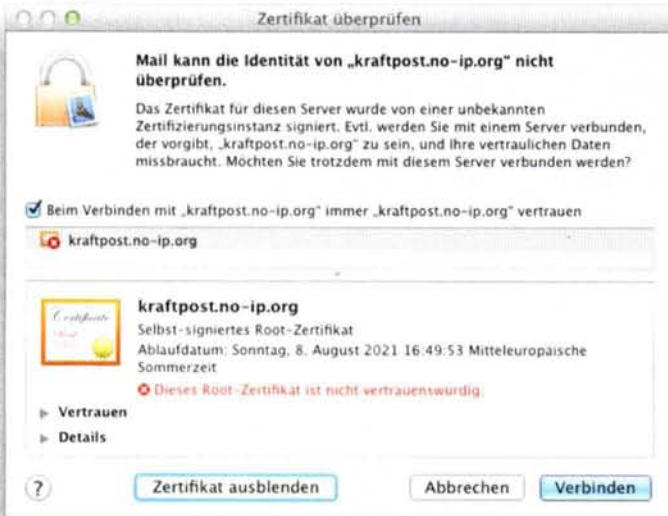 Zertifikat überprüfen
Mail kann die Identität von „kraftpost.no-ip.org" nicht
überprüfen.
Das Zertifikat für diesen Server wurde von einer unbekannten
Zertifizierungsinstanz signiert. Evtl. werden Sie mit einem Server verbunden,
der vorgibt, „kraftpost.no-ip.org" zu sein, und Ihre vertraulichen Daten
missbraucht. Möchten Sie trotzdem mit diesem Server verbunden werden?
Beim Verbinden mit „kraftpost.no-ip.org" immer „kraftpost.no-ip.org" vertrauen
kraftpost.no-ip.org
Certificate
kraftpost.no-ip.org
Selbst-signiertes Root-Zertifikat
Ablaufdatum: Sonntag, 8. August 2021 16:49:53 Mitteleuropäische
Sommerzeit
Dieses Root-Zertifikat ist nicht vertrauenswürdig.
Vertrauen
Details
?
Zertifikat ausblenden
Abbrechen
Verbinden